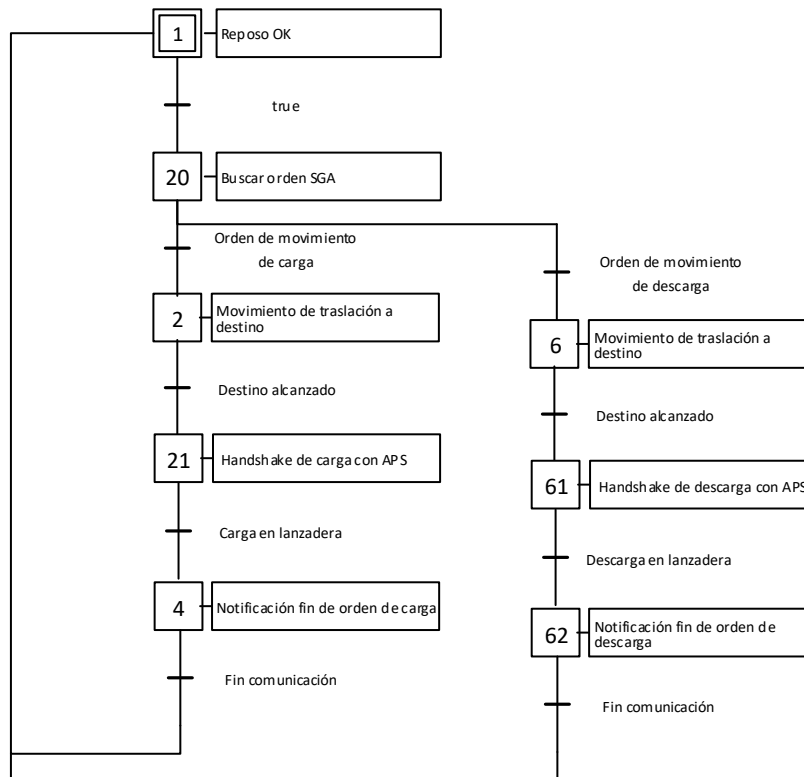 1
Reposo OK
true
20
Buscar orden SGA
Orden de movimiento
de carga
2
Movimiento de traslación a
destino
Destino alcanzado
21
Handshake de carga con APS
Carga en lanzadera
4
Notificación fin de orden de carga
Fin comunicación
Orden de movimiento
de descarga
6
Movimiento de traslación a
destino
Destino alcanzado
61
Handshake de descarga con APS
Descarga en lanzadera
62
Notificación fin de orden de
descarga
Fin comunicación